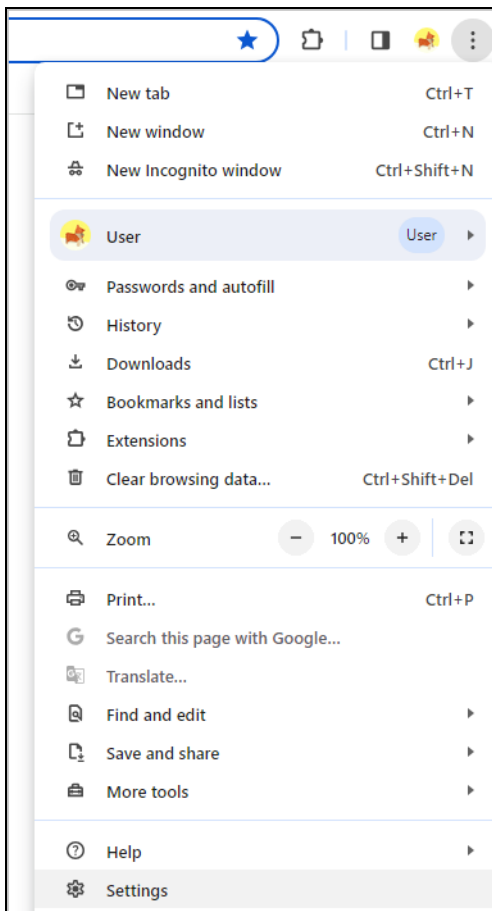 New tab Ctrl+T
New window Ctrl+N
New Incognito window Ctrl+Shift+N
User User
Passwords and autofill
History
Downloads Ctrl+J
Bookmarks and lists
Extensions
Clear browsing data... Ctrl+Shift+Del
Zoom − 100% +
Print... Ctrl+P
Search this page with Google...
Translate...
Find and edit
Save and share
More tools
Help
Settings